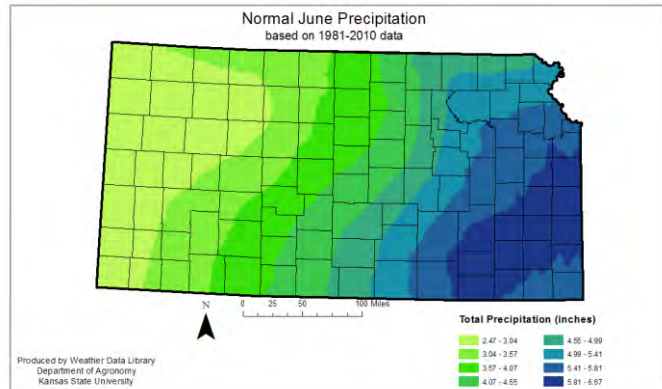 Normal June Precipitation
based on 1981-2010 data
N
0 25 50 100 Miles
Total Precipitation (inches)
2.47 - 3.04
3.04 - 3.57
3.57 - 4.07
4.07 - 4.55
4.55 - 4.99
4.99 - 5.41
5.41 - 5.81
5.81 - 6.57
Produced by Weather Data Library
Department of Agronomy
Kansas State University